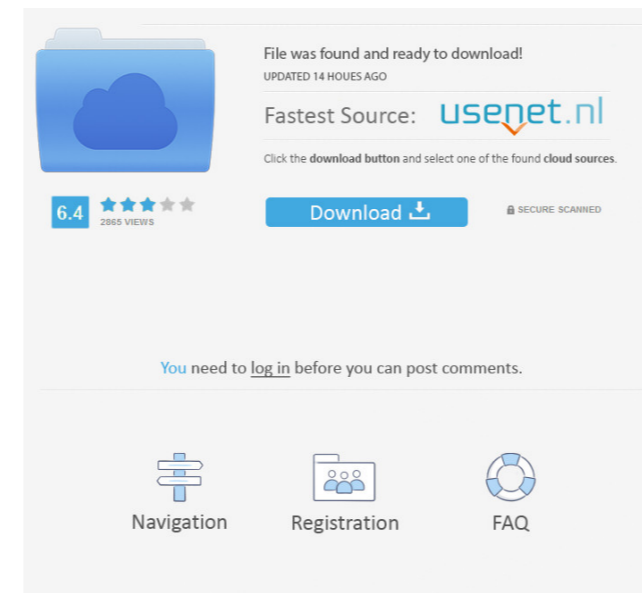 File was found and ready to download!
UPDATED 14 HOUES AGO
Fastest Source: usenet.nl
Click the download button and select one of the found cloud sources.
6.4
2865 VIEWS
Download
SECURE SCANNED
You need to log in before you can post comments.
Navigation
Registration
FAQ